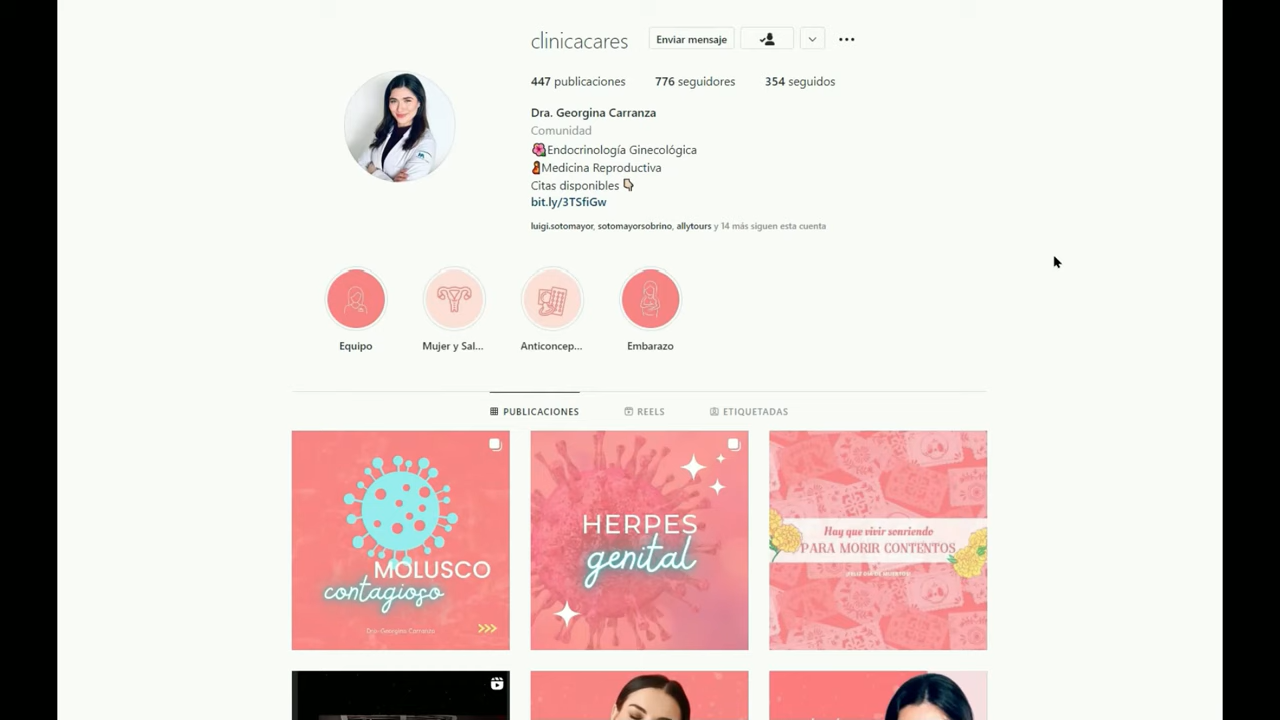 clinicacares
Enviar mensaje
447 publicaciones 776 seguidores 354 seguidos
Dra. Georgina Carranza
Comunidad
Endocrinología Ginecológica
Medicina Reproductiva
Citas disponibles
bit.ly/3TSfiGw
luigi.sotomayor, sotomayorsobrino, allytours y 14 más siguen esta cuenta
Equipo Mujer y Sal... Anticoncep... Embarazo
PUBLICACIONES REELS ETIQUETADAS
MOLUSCO
contagioso
Dra. Georgina Carranza
>>>
HERPES
genital
Hay que vivir sonriendo
PARA MORIR CONTENTOS